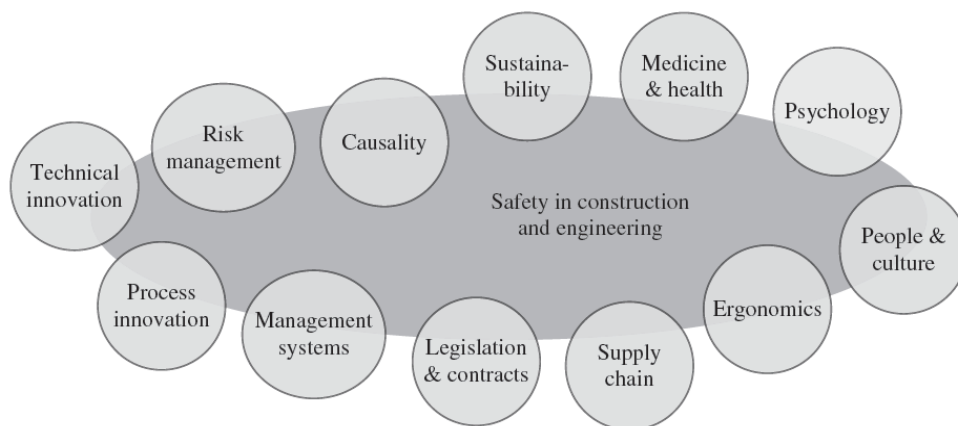 Sustaina-
bility
Medicine
& health
Psychology
Risk
management
Causality
Technical
innovation
Safety in construction
and engineering
People &
culture
Process
innovation
Management
systems
Legislation
& contracts
Supply
chain
Ergonomics